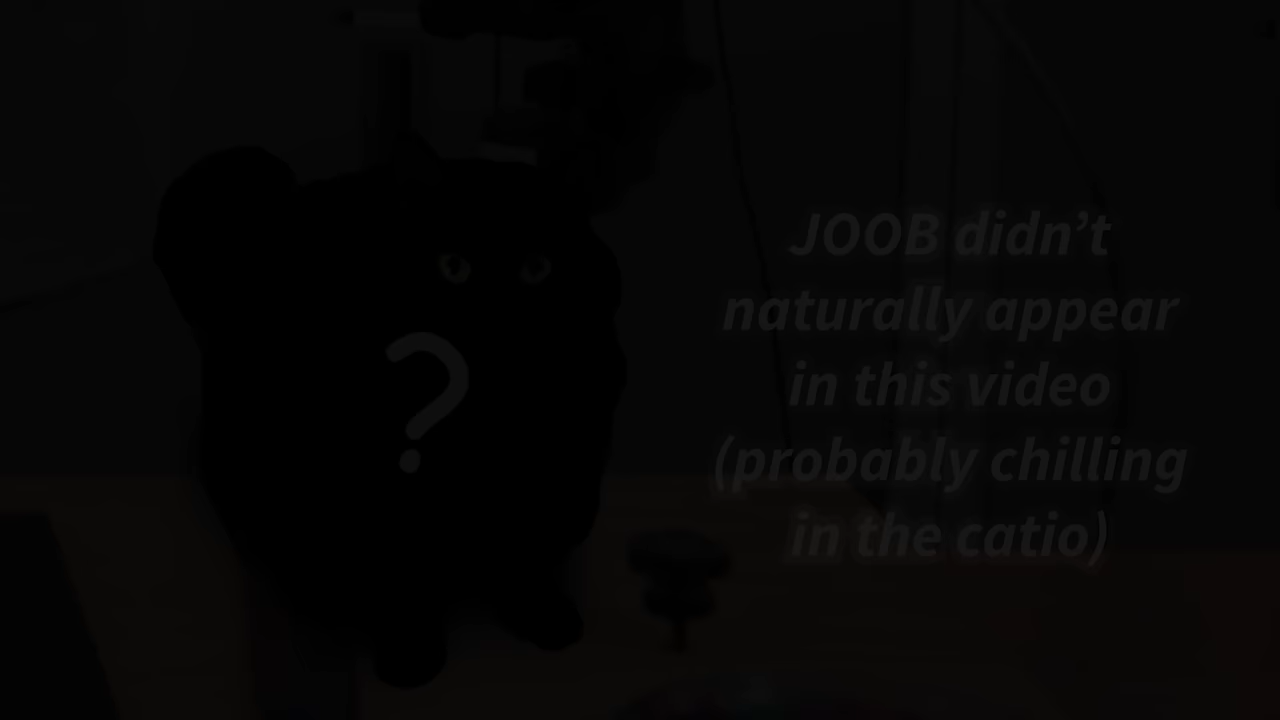 JOOB didn’t
naturally appear
in this video
(probably chilling
in the catio)
?